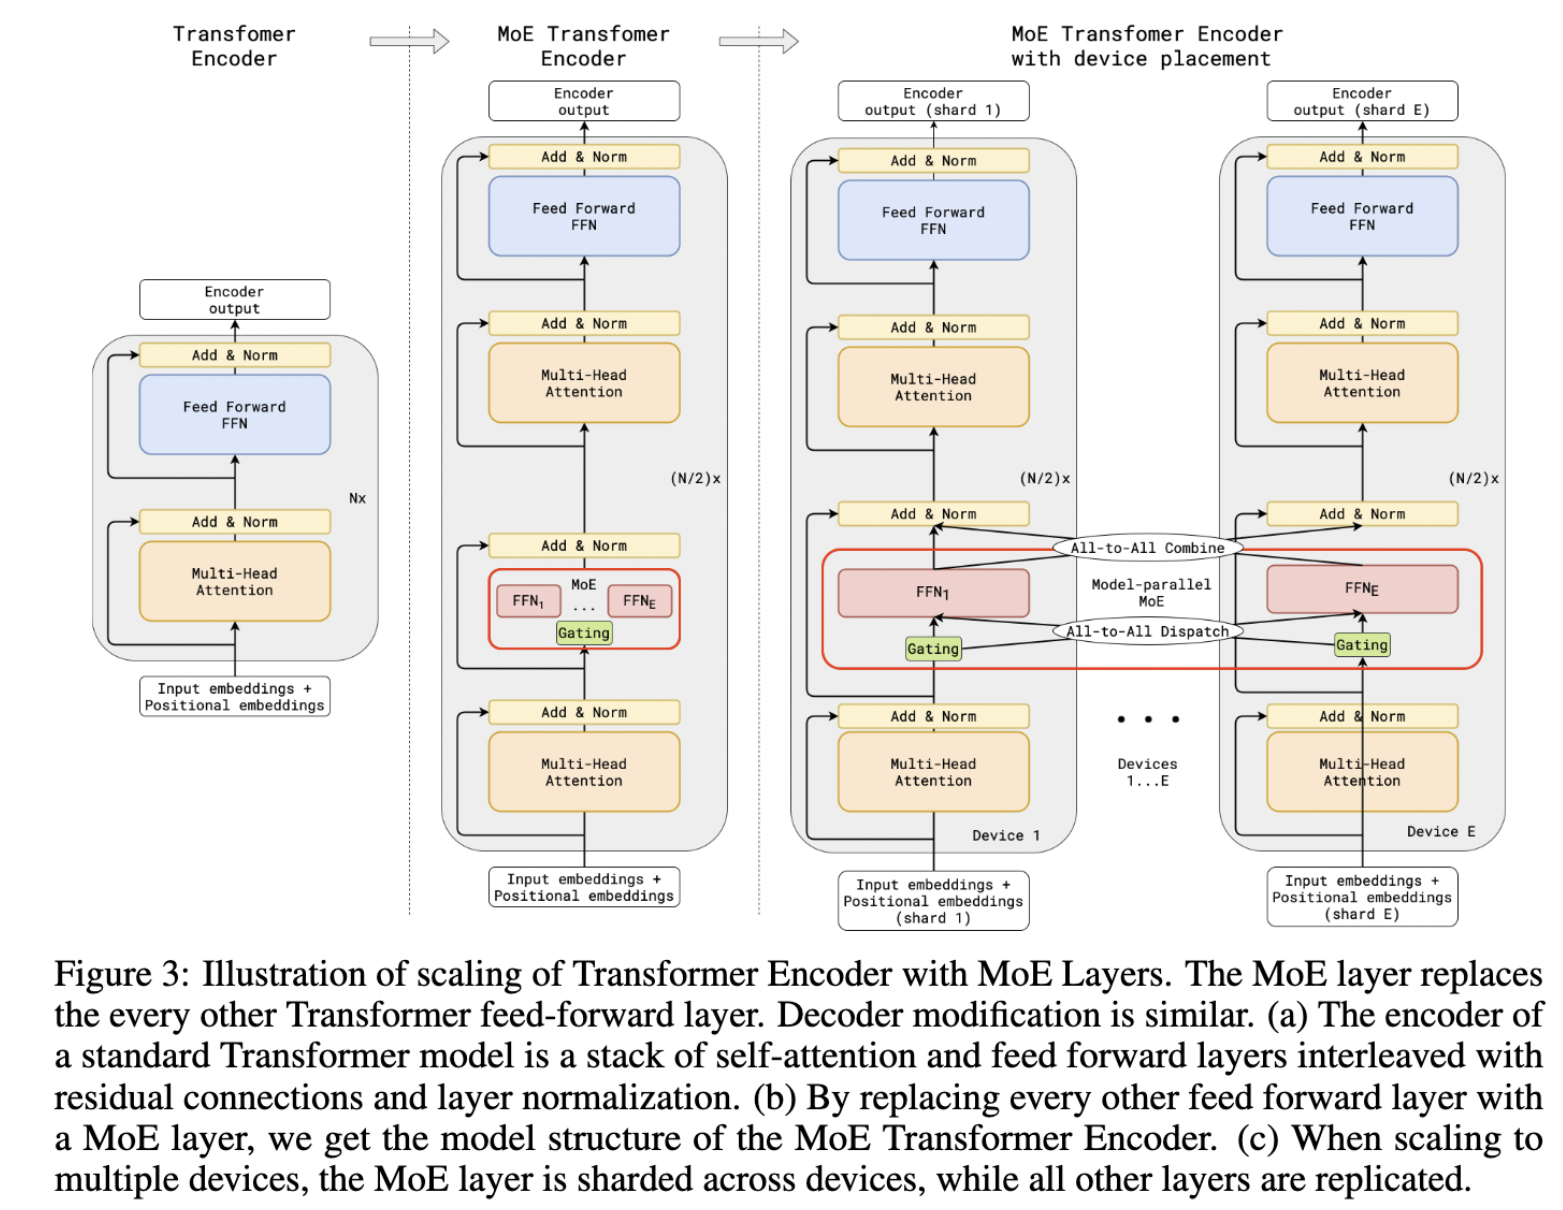 Transfomer
Encoder
Encoder
output
Add & Norm
Feed Forward
FFN
Add & Norm
Multi-Head
Attention
Nx
Input embeddings +
Positional embeddings
MoE Transfomer
Encoder
Encoder
output
Add & Norm
Feed Forward
FFN
Add & Norm
Multi-Head
Attention
(N/2)x
Add & Norm
MoE
FFN1 ... FFNE
Gating
Add & Norm
Multi-Head
Attention
Input embeddings +
Positional embeddings
MoE Transfomer Encoder
with device placement
Encoder
output (shard 1)
Add & Norm
Feed Forward
FFN
Add & Norm
Multi-Head
Attention
(N/2)x
Add & Norm
FFN1
Gating
Add & Norm
Multi-Head
Attention
Device 1
Input embeddings +
Positional embeddings
(shard 1)
All-to-All Combine
Model-parallel
MoE
All-to-All Dispatch
Devices
1...E
Encoder
output (shard E)
Add & Norm
Feed Forward
FFN
Add & Norm
Multi-Head
Attention
(N/2)x
Add & Norm
FFNE
Gating
Add & Norm
Multi-Head
Attention
Device E
Input embeddings +
Positional embeddings
(shard E)
Figure 3: Illustration of scaling of Transformer Encoder with MoE Layers. The MoE layer replaces
the every other Transformer feed-forward layer. Decoder modification is similar. (a) The encoder of
a standard Transformer model is a stack of self-attention and feed forward layers interleaved with
residual connections and layer normalization. (b) By replacing every other feed forward layer with
a MoE layer, we get the model structure of the MoE Transformer Encoder. (c) When scaling to
multiple devices, the MoE layer is sharded across devices, while all other layers are replicated.